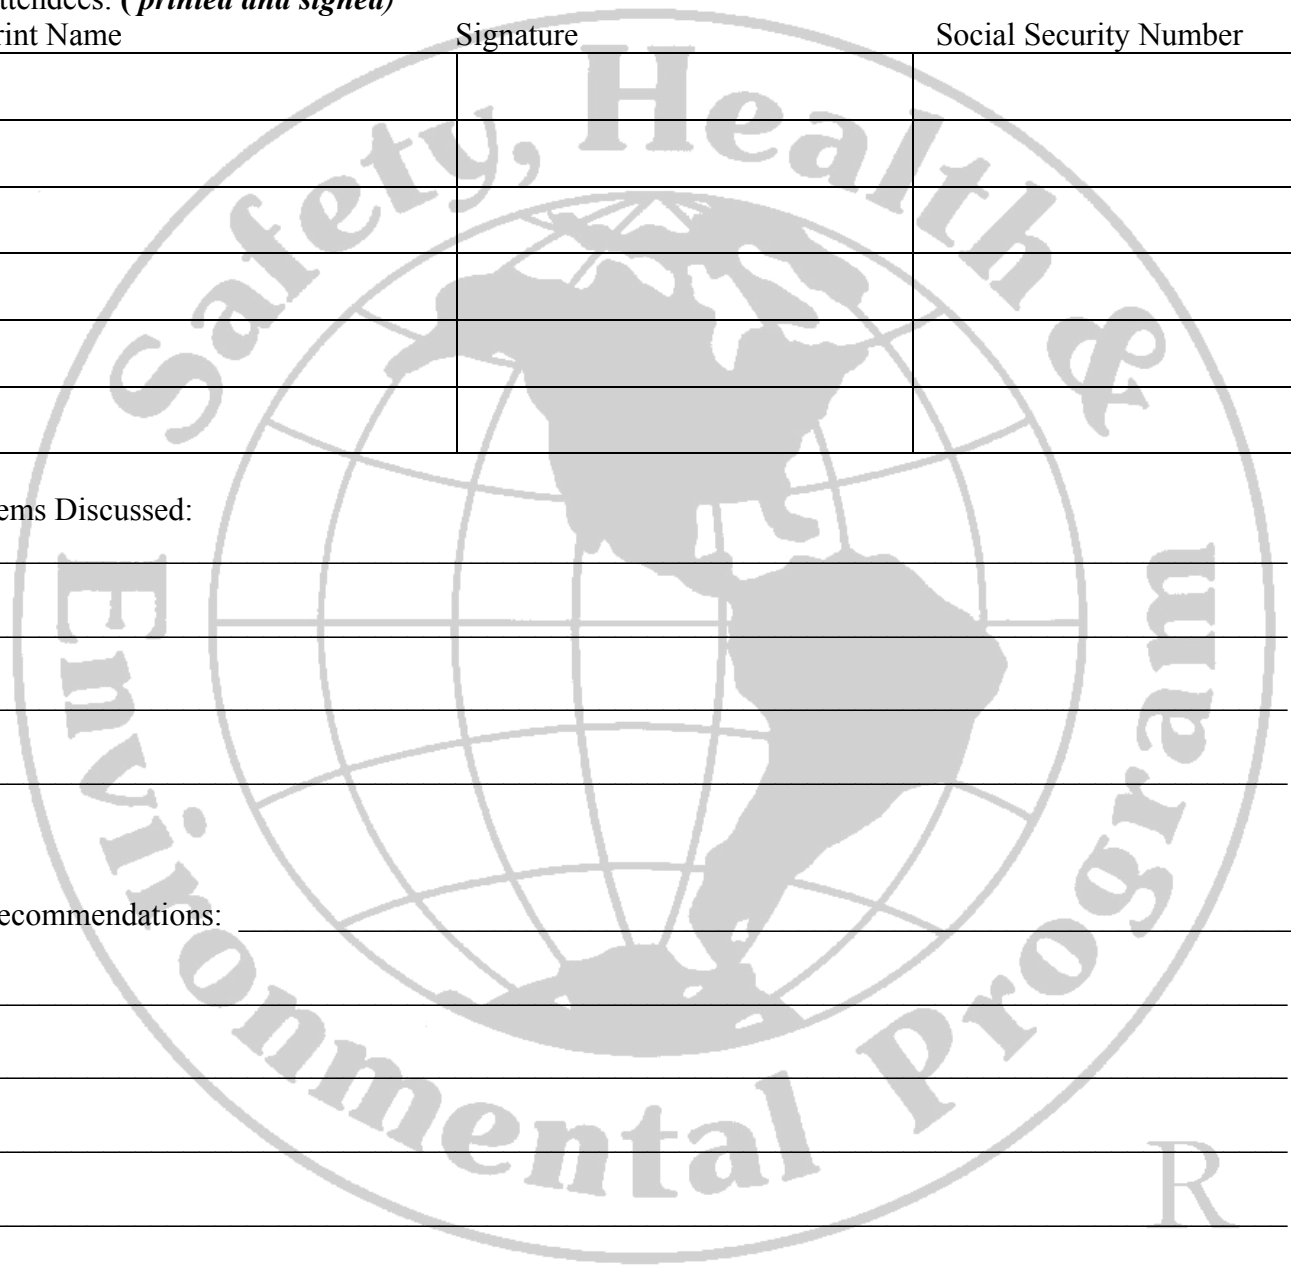 ttendees: ( printed and signed)
rint Name Signature Social Security Number
ems Discussed:
ecommendations:
Safety, Health &
Environmental Program
R